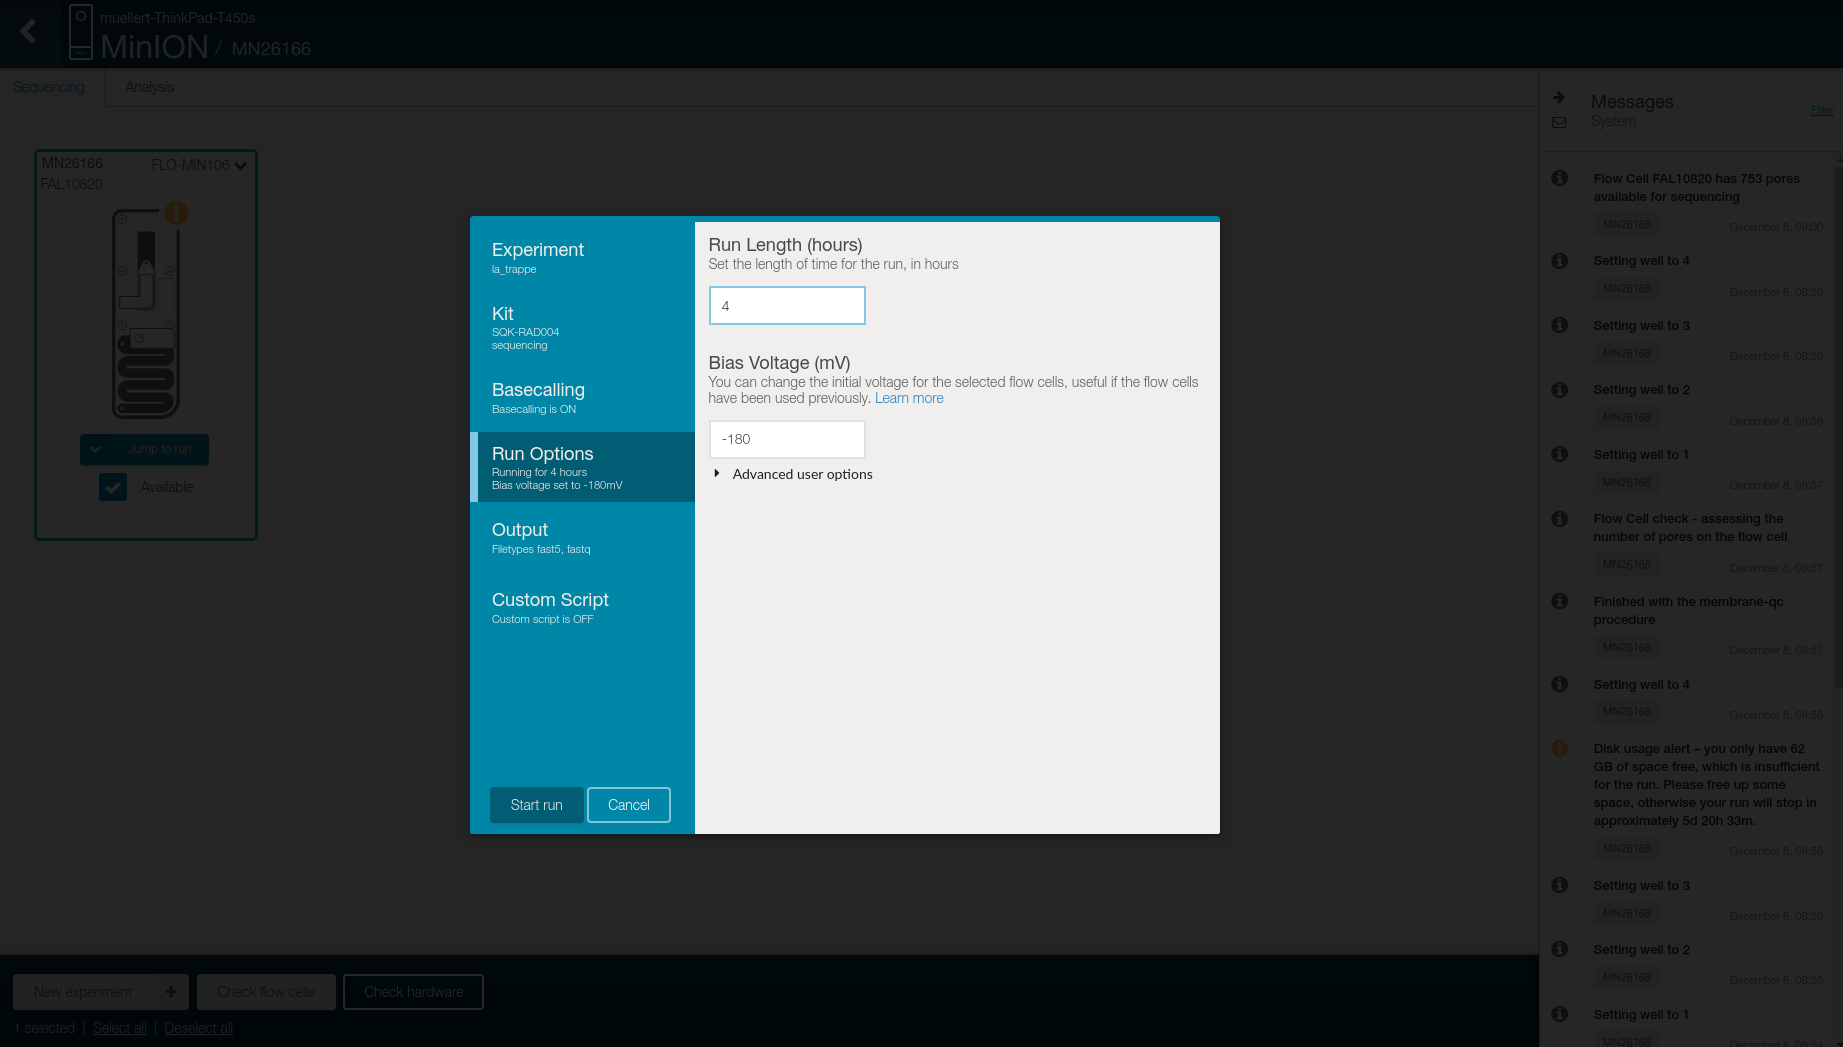 muellert-ThinkPad-T450s
MinION / MN26166
Sequencing
Analysis
MN26166
FLO-MIN106
FAL10820
Jump to run
Available
Experiment
la_trappe
Kit
SQK-RAD004
sequencing
Basecalling
Basecalling is ON
Run Options
Running for 4 hours
Bias voltage set to -180mV
Output
Filetypes fast5, fastq
Custom Script
Custom script is OFF
Start run
Cancel
Run Length (hours)
Set the length of time for the run, in hours
4
Bias Voltage (mV)
You can change the initial voltage for the selected flow cells, useful if the flow cells
have been used previously. Learn more
-180
Advanced user options
Messages
System
Filter
Flow Cell FAL10820 has 753 pores
available for sequencing
MN26166
December 8, 09:00
Setting well to 4
MN26166
December 8, 08:59
Setting well to 3
MN26166
December 8, 08:59
Setting well to 2
MN26166
December 8, 08:58
Setting well to 1
MN26166
December 8, 08:57
Flow Cell check - assessing the
number of pores on the flow cell
MN26166
December 8, 08:57
Finished with the membrane-qc
procedure
MN26166
December 8, 08:57
Setting well to 4
MN26166
December 8, 08:56
Disk usage alert – you only have 62
GB of space free, which is insufficient
for the run. Please free up some
space, otherwise your run will stop in
approximately 5d 20h 33m.
MN26166
December 8, 08:56
Setting well to 3
MN26166
December 8, 08:56
Setting well to 2
MN26166
December 8, 08:55
Setting well to 1
MN26166
December 8, 08:54
New experiment +
Check flow cells
Check hardware
1 selected | Select all | Deselect all